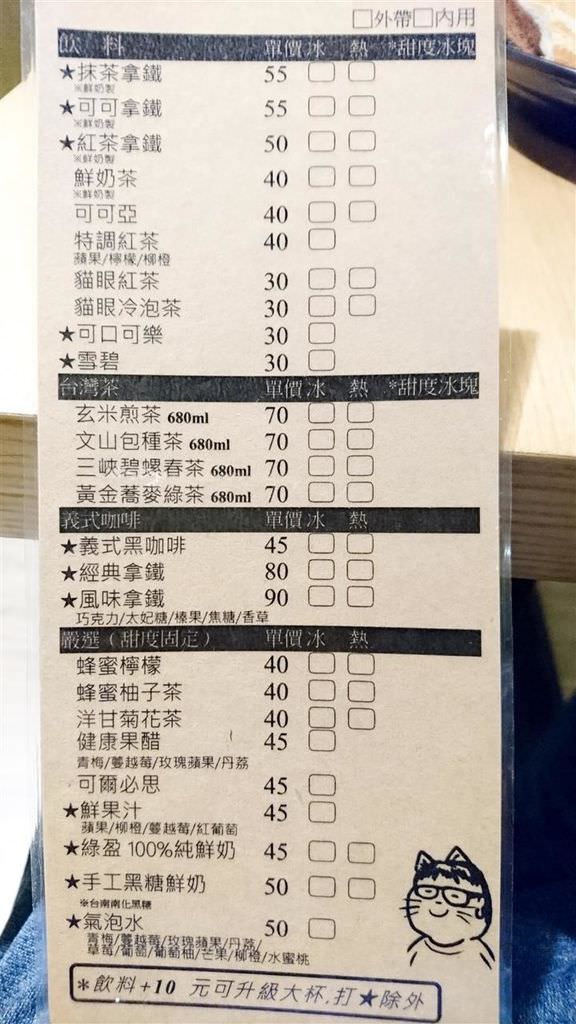 □外帶□內用
飲 料 單價 冰 熱 *甜度冰塊
★抹茶拿鐵 55 □ □
※鮮奶製
★可可拿鐵 55 □ □
※鮮奶製
★紅茶拿鐵 50 □ □
※鮮奶製
鮮奶茶 40 □ □
※鮮奶製
可可亞 40 □ □
特調紅茶 40 □
蘋果/檸檬/柳橙
貓眼紅茶 30 □ □
貓眼冷泡茶 30 □ □
★可口可樂 30 □
★雪碧 30 □
台灣茶 單價 冰 熱 *甜度冰塊
玄米煎茶 680ml 70 □ □
文山包種茶 680ml 70 □ □
三峽碧螺春茶 680ml 70 □ □
黃金蕎麥綠茶 680ml 70 □ □
義式咖啡 單價 冰 熱
★義式黑咖啡 45 □ □
★經典拿鐵 80 □ □
★風味拿鐵 90 □ □
巧克力/太妃糖/榛果/焦糖/香草
嚴選（甜度固定） 單價 冰 熱
蜂蜜檸檬 40 □ □
蜂蜜柚子茶 40 □ □
洋甘菊花茶 40 □ □
健康果醋 45 □
青梅/蔓越莓/玫瑰蘋果/丹荔
可爾必思 45 □
★鮮果汁 45 □
蘋果/柳橙/蔓越莓/紅葡萄
★綠盈 100%純鮮奶 45 □ □
★手工黑糖鮮奶 50 □ □
※台南南化黑糖
★氣泡水 50 □
青梅/蔓越莓/玫瑰蘋果/丹荔/
草莓/葡萄/葡萄柚/芒果/柳橙/水蜜桃
*飲料+10 元可升級大杯,打★除外